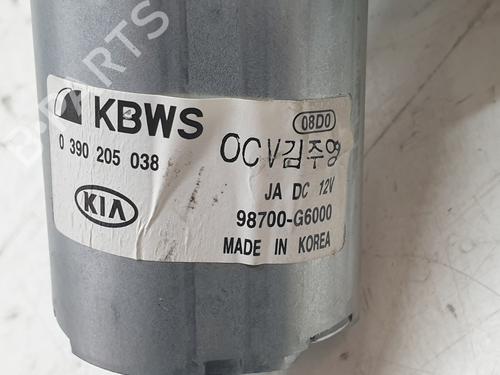 KBWS
08D0
0 390 205 038
OCV김주영
JA DC 12V
KIA
98700-G6000
MADE IN KOREA